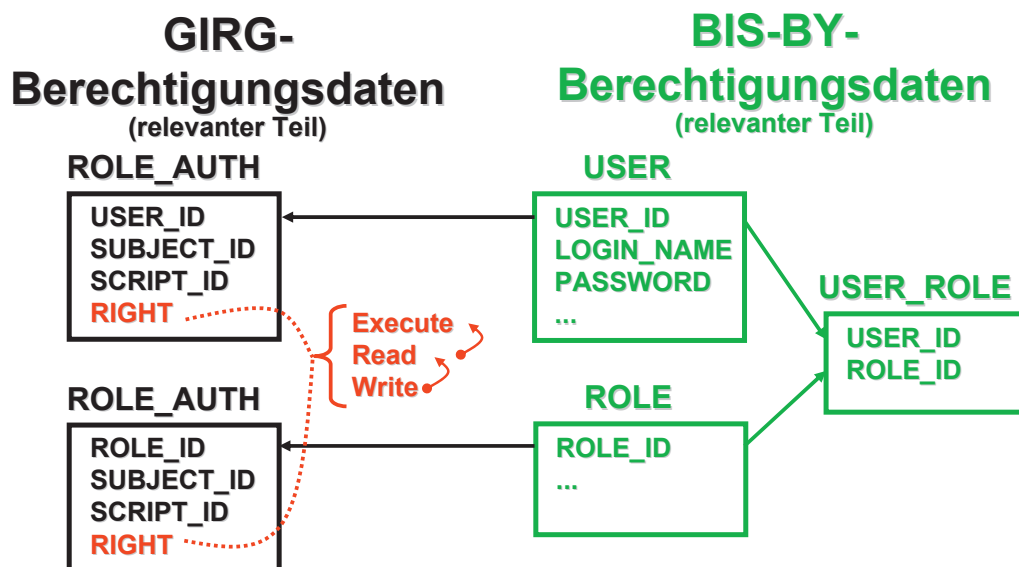 GIRG-
Berechtigungsdaten
(relevanter Teil)
BIS-BY-
Berechtigungsdaten
(relevanter Teil)
ROLE_AUTH
USER_ID
SUBJECT_ID
SCRIPT_ID
RIGHT
Execute
Read
Write
ROLE_AUTH
ROLE_ID
SUBJECT_ID
SCRIPT_ID
RIGHT
USER
USER_ID
LOGIN_NAME
PASSWORD
...
ROLE
ROLE_ID
...
USER_ROLE
USER_ID
ROLE_ID